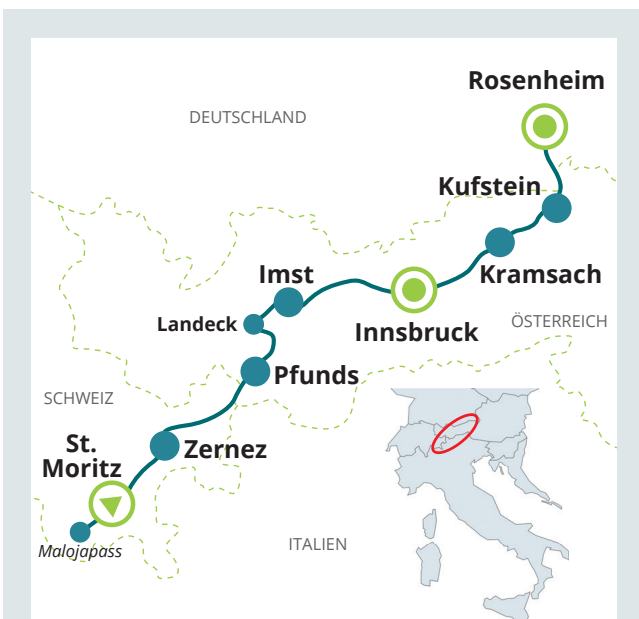 Rosenheim
DEUTSCHLAND
Kufstein
Imst
Kramsach
Landeck
Innsbruck
ÖSTERREICH
Pfunds
SCHWEIZ
St.
Moritz
Zernez
Malojapass
ITALIEN